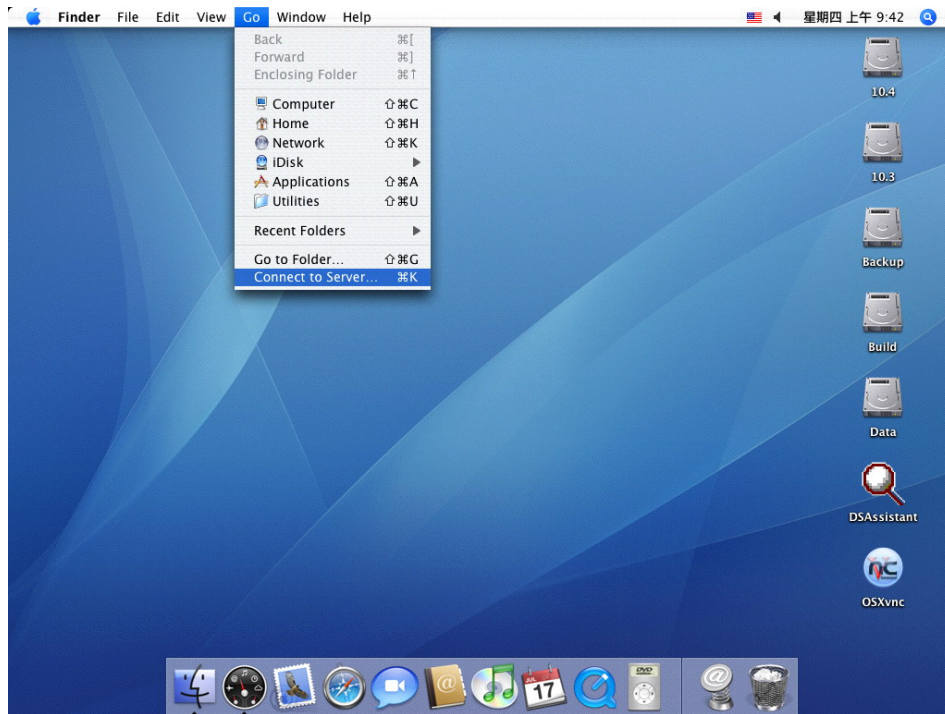 Finder File Edit View Go Window Help 星期四 上午 9:42
Back ⌘[
Forward ⌘]
Enclosing Folder ⌘↑
Computer ⇧⌘C
Home ⇧⌘H
Network ⇧⌘K
iDisk ▶
Applications ⇧⌘A
Utilities ⇧⌘U
Recent Folders ▶
Go to Folder... ⇧⌘G
Connect to Server... ⌘K
10.4
10.3
Backup
Build
Data
DSAssistant
OSXvnc
JUL
17
DVD